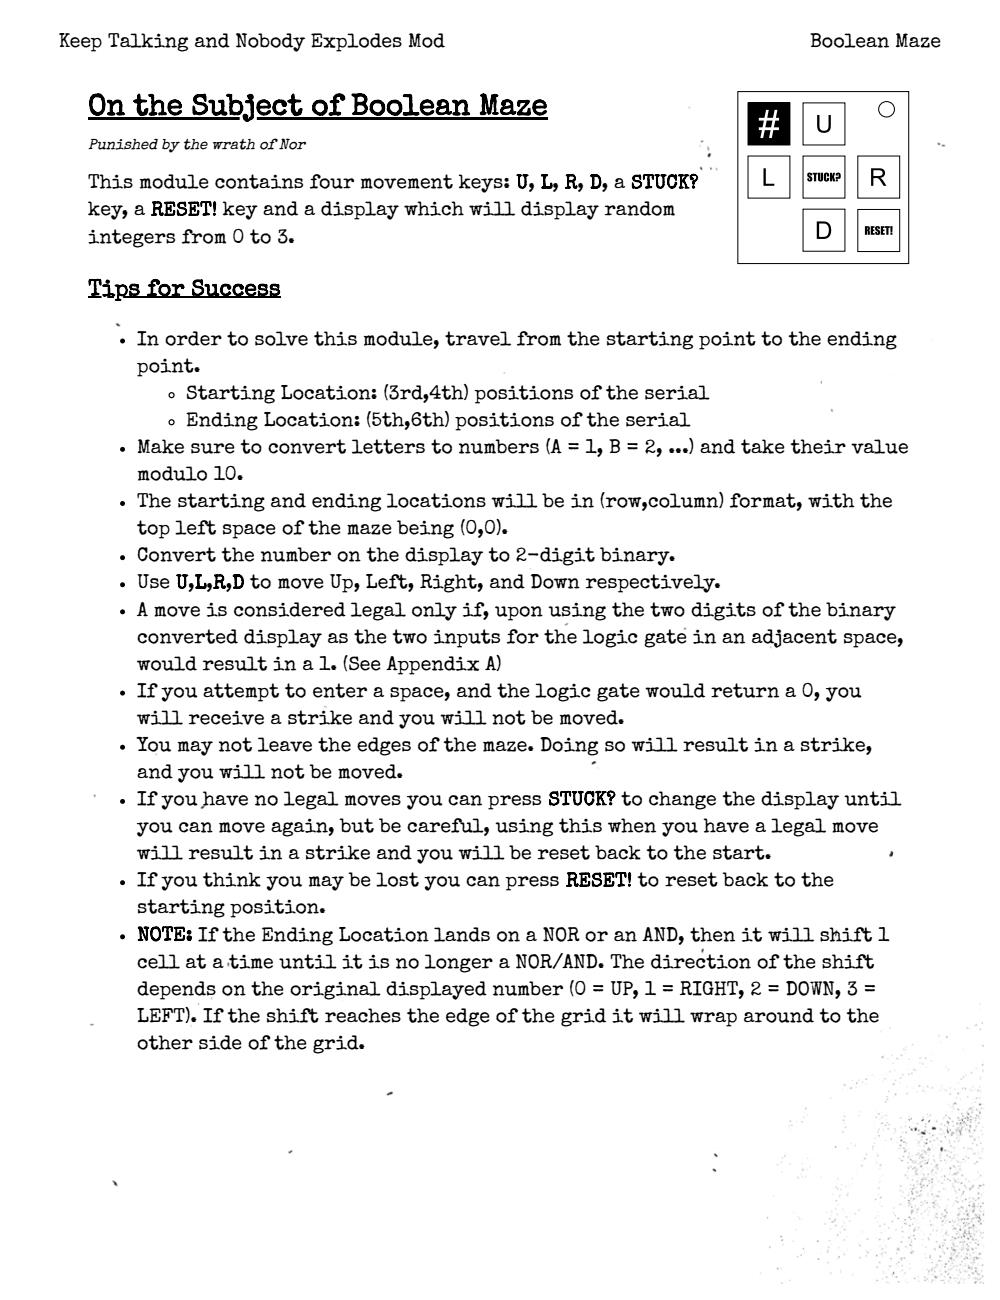 Keep Talking and Nobody Explodes Mod
Boolean Maze
On the Subject of Boolean Maze
Punished by the wrath of Nor
This module contains four movement keys: U, L, R, D, a STUCK?
key, a RESET! key and a display which will display random
integers from 0 to 3.
#
U
L
STUCK?
R
D
RESET!
Tips for Success
• In order to solve this module, travel from the starting point to the ending
point.
◦ Starting Location: (3rd,4th) positions of the serial
◦ Ending Location: (5th,6th) positions of the serial
• Make sure to convert letters to numbers (A = 1, B = 2, ...) and take their value
modulo 10.
• The starting and ending locations will be in (row,column) format, with the
top left space of the maze being (0,0).
• Convert the number on the display to 2-digit binary.
• Use U,L,R,D to move Up, Left, Right, and Down respectively.
• A move is considered legal only if, upon using the two digits of the binary
converted display as the two inputs for the logic gate in an adjacent space,
would result in a 1. (See Appendix A)
• If you attempt to enter a space, and the logic gate would return a 0, you
will receive a strike and you will not be moved.
• You may not leave the edges of the maze. Doing so will result in a strike,
and you will not be moved.
• If you have no legal moves you can press STUCK? to change the display until
you can move again, but be careful, using this when you have a legal move
will result in a strike and you will be reset back to the start.
• If you think you may be lost you can press RESET! to reset back to the
starting position.
• NOTE: If the Ending Location lands on a NOR or an AND, then it will shift 1
cell at a time until it is no longer a NOR/AND. The direction of the shift
depends on the original displayed number (0 = UP, 1 = RIGHT, 2 = DOWN, 3 =
LEFT). If the shift reaches the edge of the grid it will wrap around to the
other side of the grid.